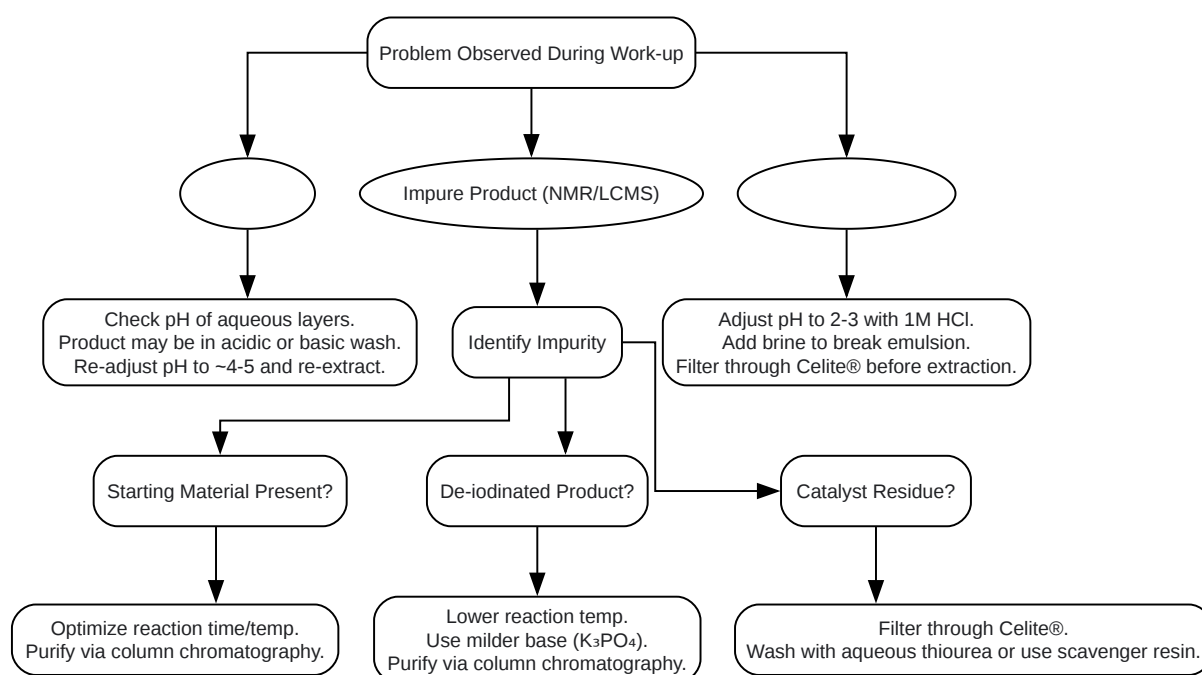 Problem Observed During Work-up
Impure Product (NMR/LCMS)
Check pH of aqueous layers.
Product may be in acidic or basic wash.
Re-adjust pH to ~4-5 and re-extract.
Identify Impurity
Adjust pH to 2-3 with 1M HCl.
Add brine to break emulsion.
Filter through Celite® before extraction.
Starting Material Present?
De-iodinated Product?
Catalyst Residue?
Optimize reaction time/temp.
Purify via column chromatography.
Lower reaction temp.
Use milder base (K₃PO₄).
Purify via column chromatography.
Filter through Celite®.
Wash with aqueous thiourea or use scavenger resin.